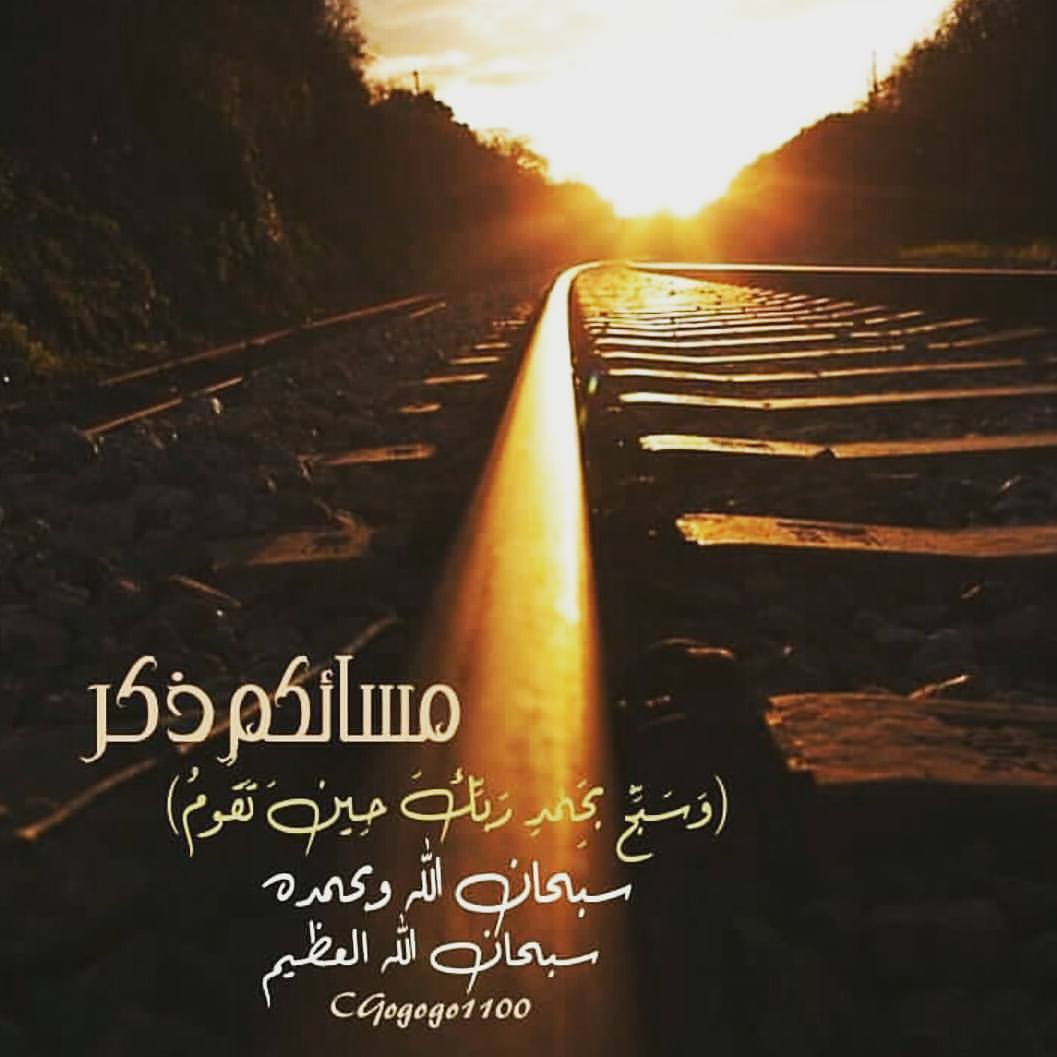 مسائكم ذكر
(وَسَبِّحْ بِحَمْدِ رَبِّكَ حِينَ تَقُومُ)
سبحان الله وبحمده
سبحان الله العظيم
CGogogo1100